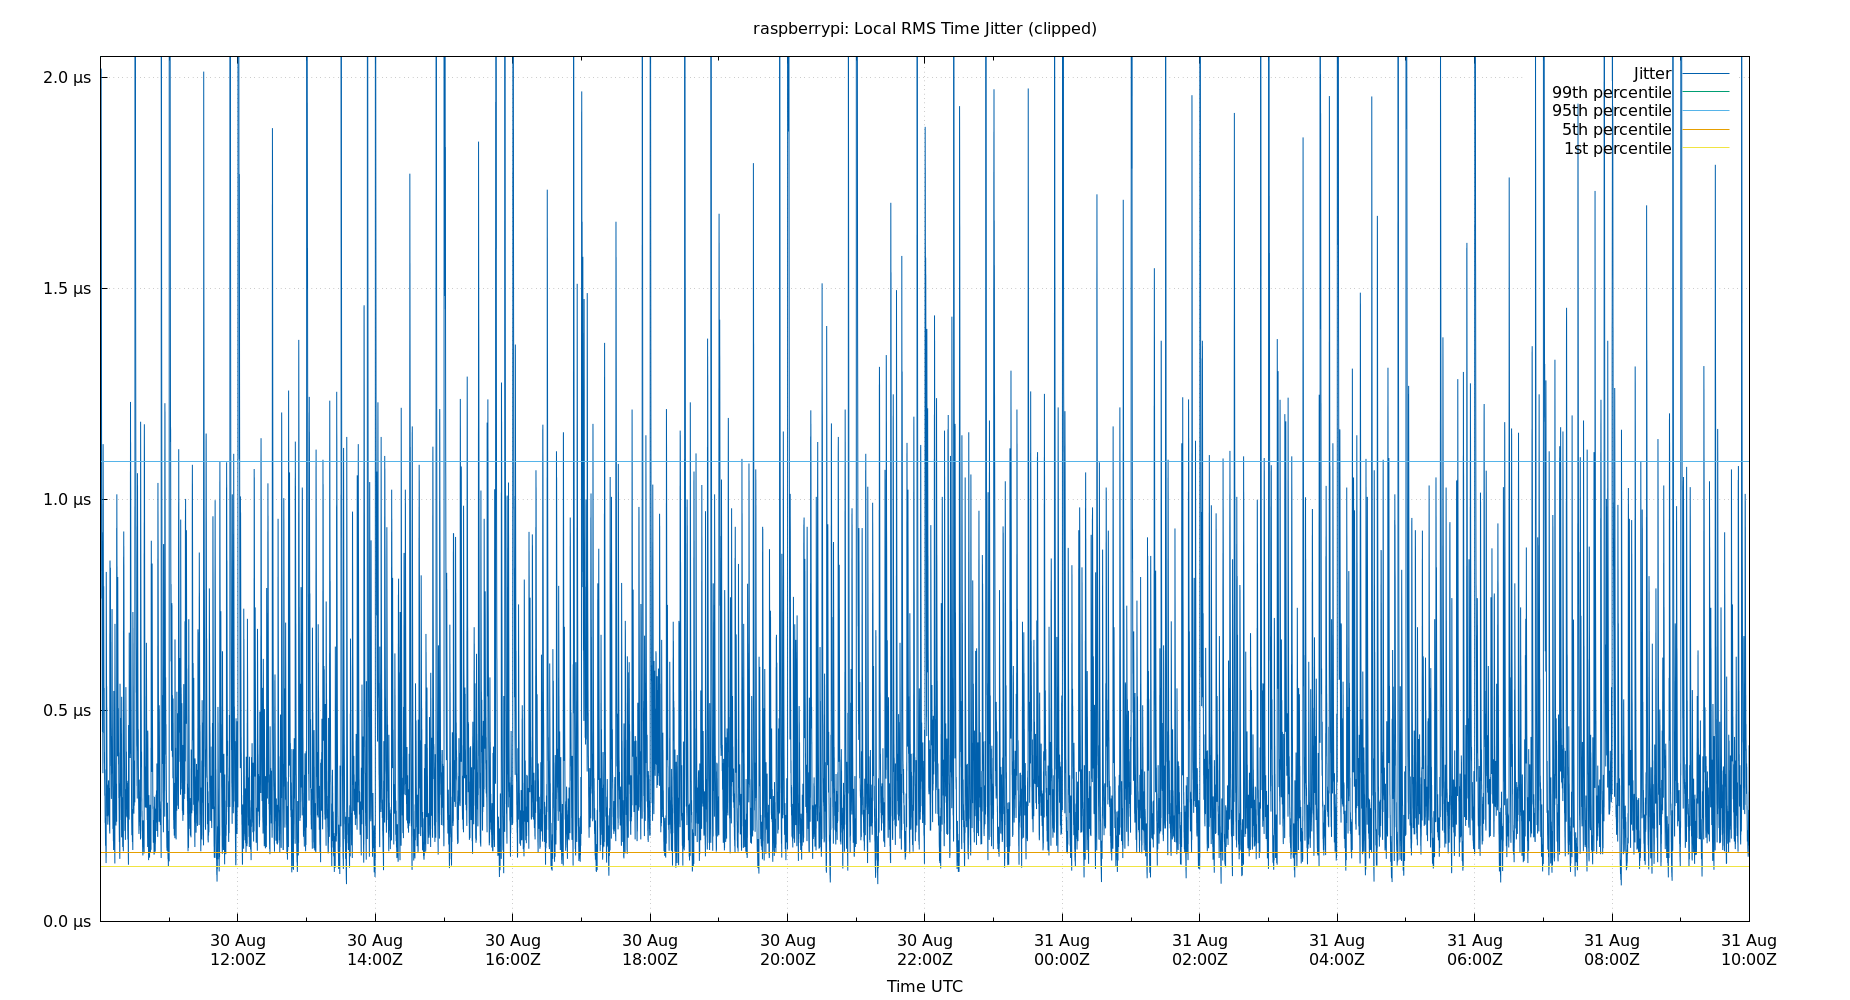 raspberrypi: Local RMS Time Jitter (clipped)
2.0 µs
1.5 µs
1.0 µs
0.5 µs
0.0 µs
Jitter
99th percentile
95th percentile
5th percentile
1st percentile
30 Aug 30 Aug 30 Aug 30 Aug 30 Aug 30 Aug 31 Aug 31 Aug 31 Aug 31 Aug 31 Aug 31 Aug
12:00Z 14:00Z 16:00Z 18:00Z 20:00Z 22:00Z 00:00Z 02:00Z 04:00Z 06:00Z 08:00Z 10:00Z
Time UTC